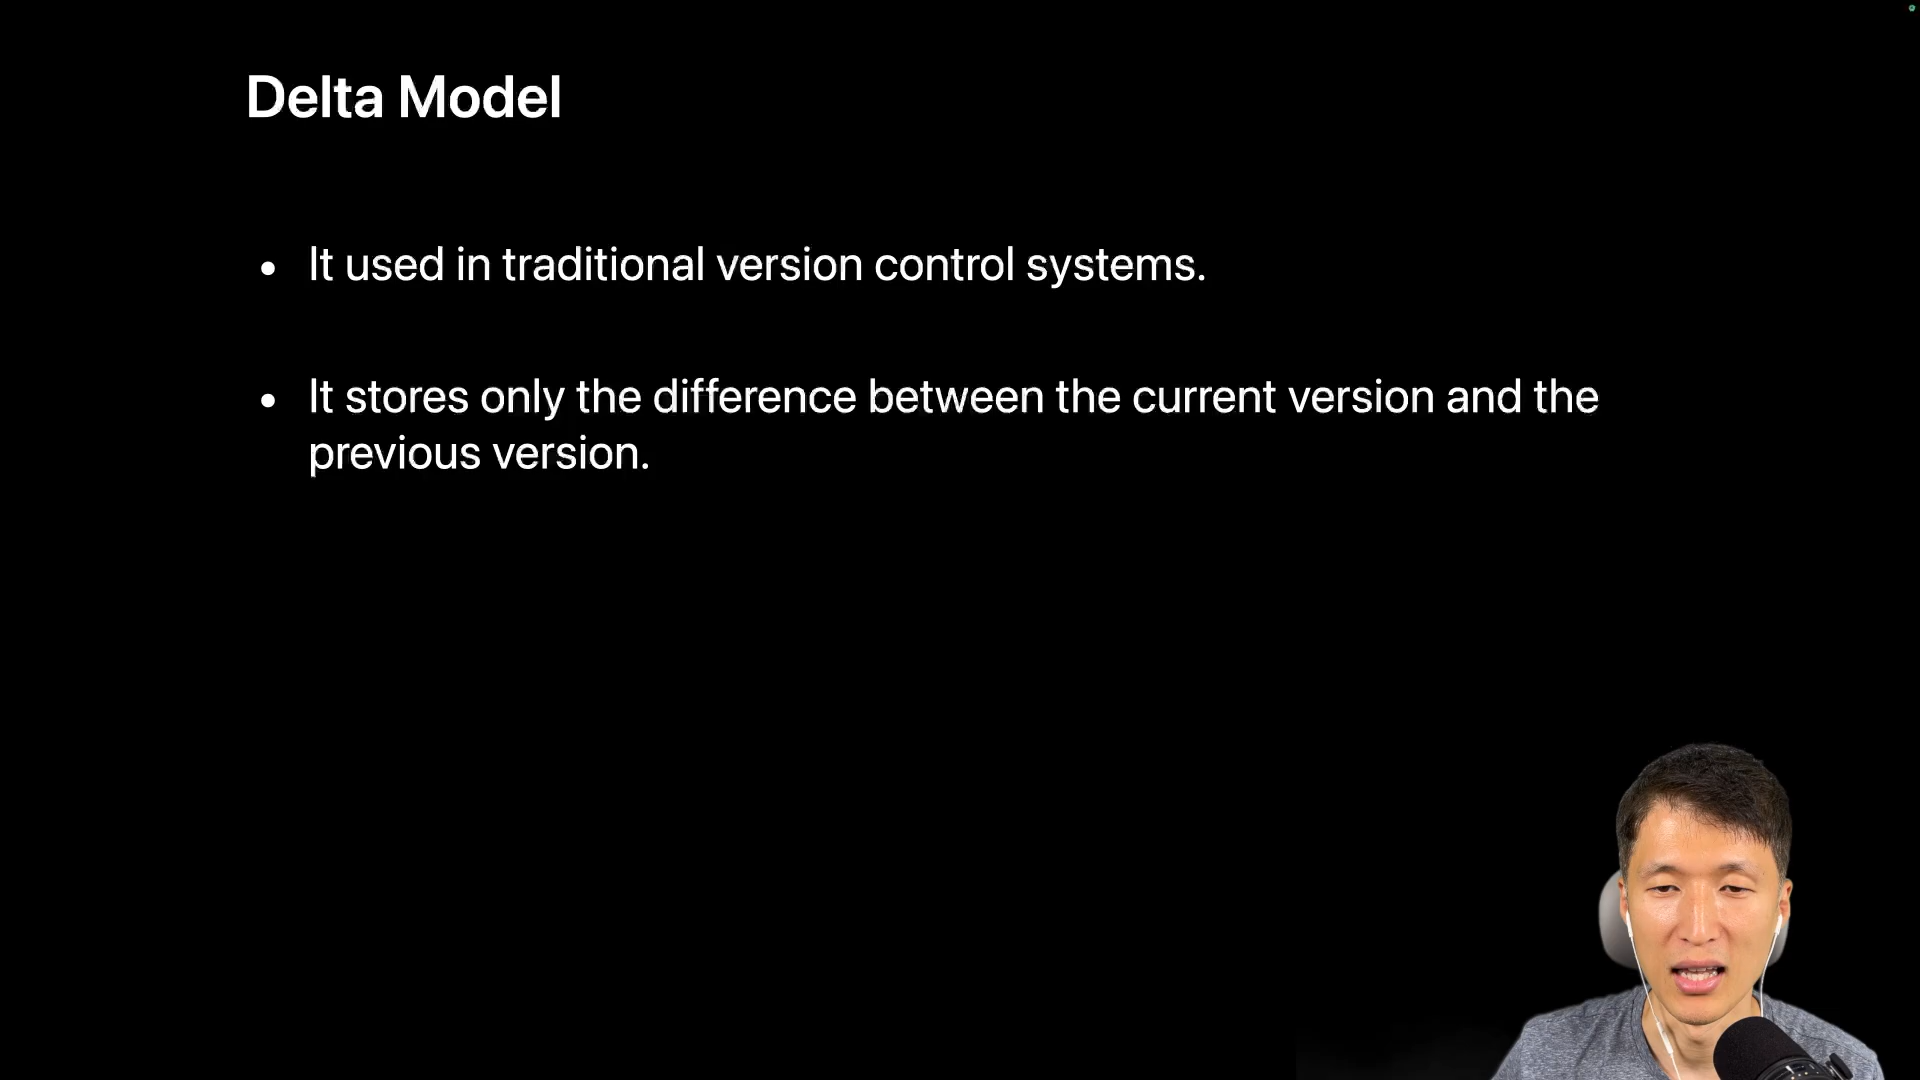 Delta Model
• It used in traditional version control systems.
• It stores only the difference between the current version and the
previous version.